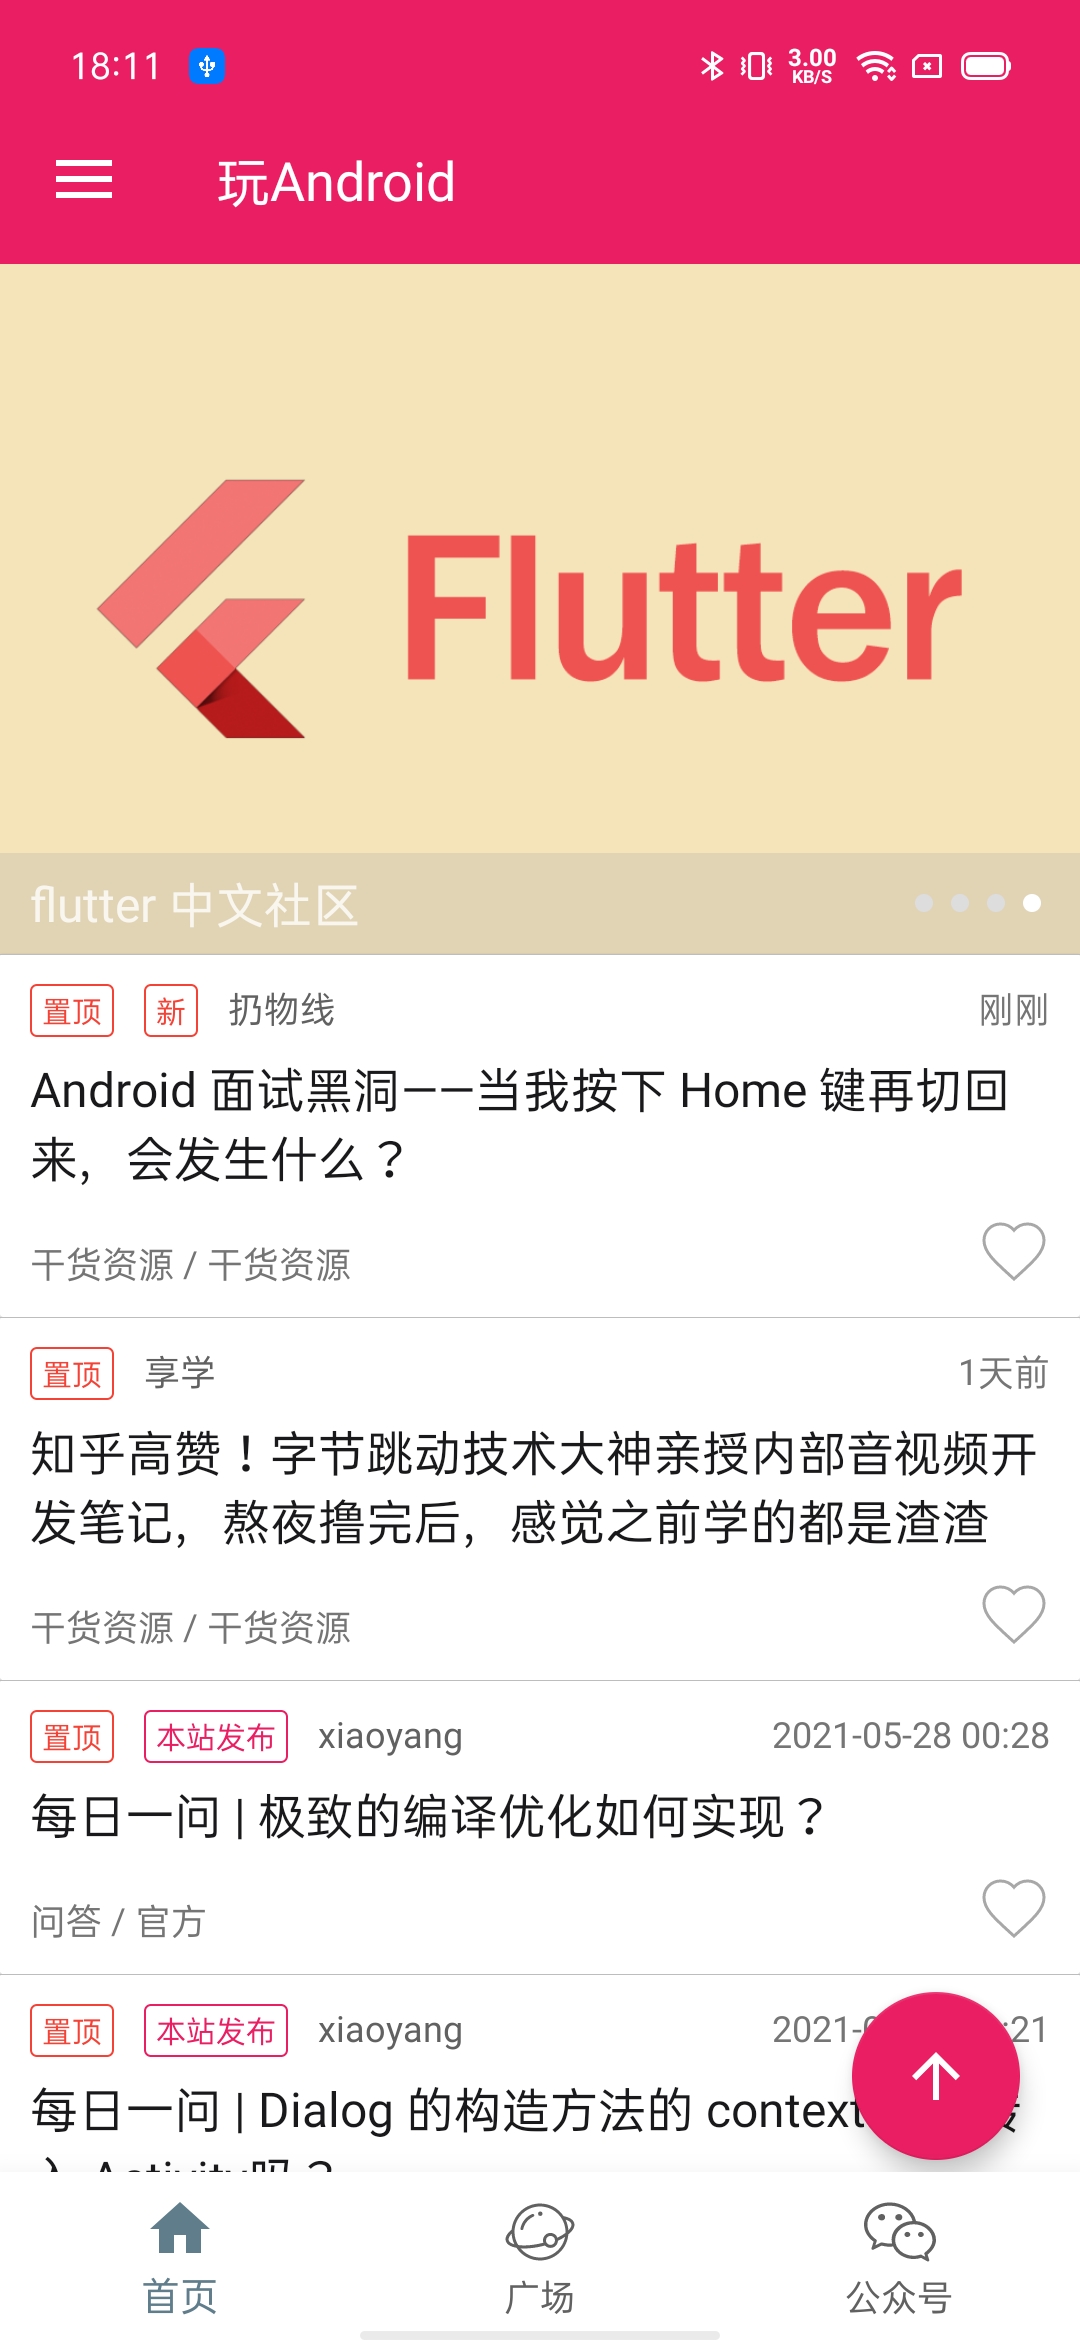 18:11
3.00
KB/S
玩Android
Flutter
flutter 中文社区
置顶 新 扔物线 刚刚
Android 面试黑洞——当我按下 Home 键再切回
来，会发生什么？
干货资源 / 干货资源
置顶 享学 1天前
知乎高赞！字节跳动技术大神亲授内部音视频开
发笔记，熬夜撸完后，感觉之前学的都是渣渣
干货资源 / 干货资源
置顶 本站发布 xiaoyang 2021-05-28 00:28
每日一问 | 极致的编译优化如何实现？
问答 / 官方
置顶 本站发布 xiaoyang 2021- :21
每日一问 | Dialog 的构造方法的 context
首页 广场 公众号